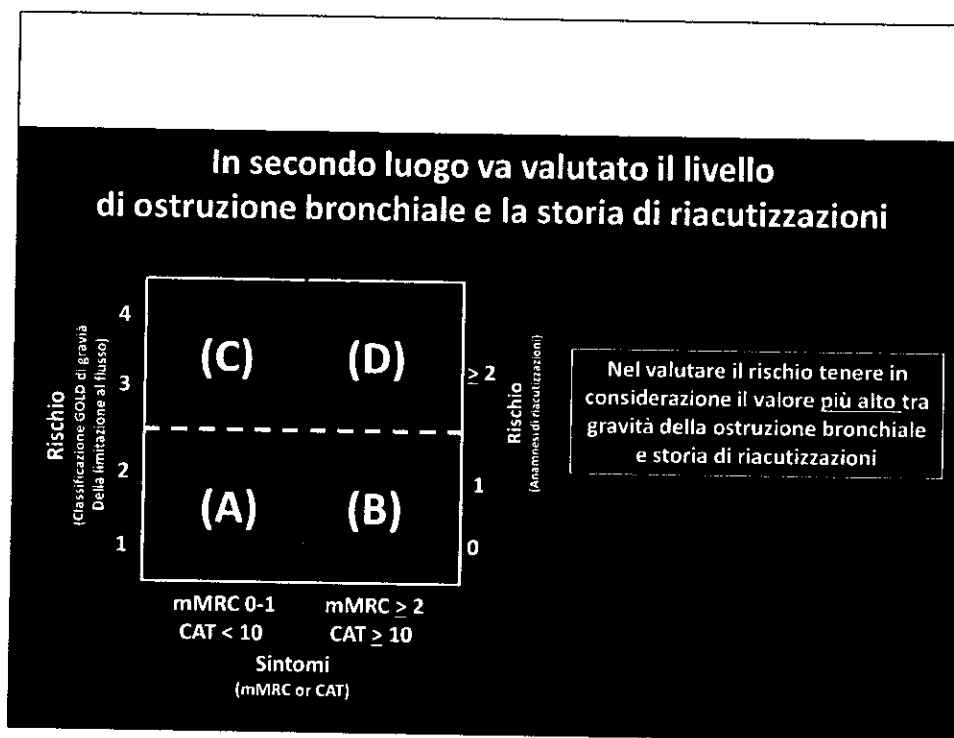 In secondo luogo va valutato il livello
di ostruzione bronchiale e la storia di riacutizzazioni
Rischio
(Classificazione GOLD di gravià
Della limitazione al flusso)
4
3
2
1
(C)
(D)
(A)
(B)
≥ 2
1
0
Rischio
(Anamnesi di riacutizzazioni)
Nel valutare il rischio tenere in
considerazione il valore più alto tra
gravità della ostruzione bronchiale
e storia di riacutizzazioni
mMRC 0-1
CAT < 10
mMRC ≥ 2
CAT ≥ 10
Sintomi
(mMRC or CAT)